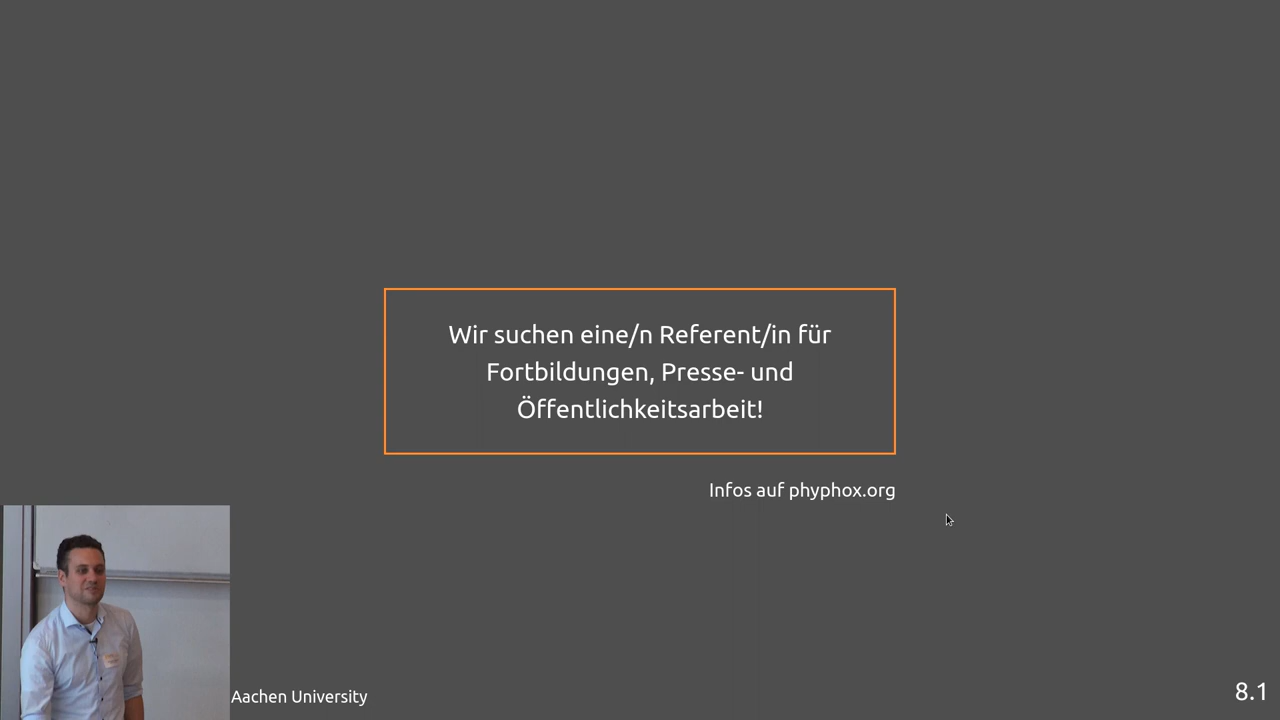 Wir suchen eine/n Referent/in für
Fortbildungen, Presse- und
Öffentlichkeitsarbeit!
Infos auf phyphox.org
Aachen University
8.1